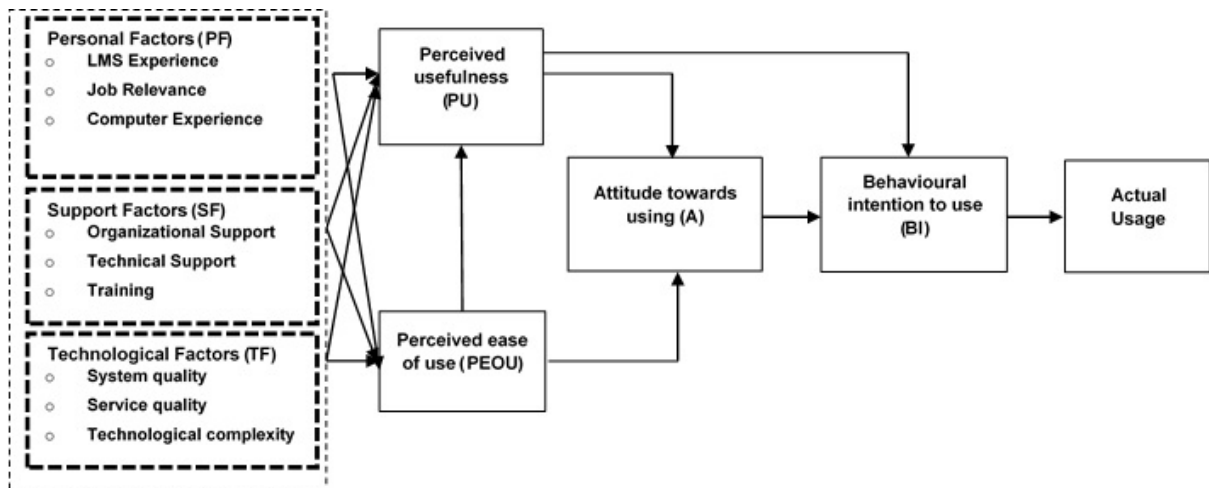 Personal Factors (PF)
LMS Experience
Job Relevance
Computer Experience
Support Factors (SF)
Organizational Support
Technical Support
Training
Technological Factors (TF)
System quality
Service quality
Technological complexity
Perceived
usefulness
(PU)
Perceived ease
of use (PEOU)
Attitude towards
using (A)
Behavioural
intention to use
(BI)
Actual
Usage